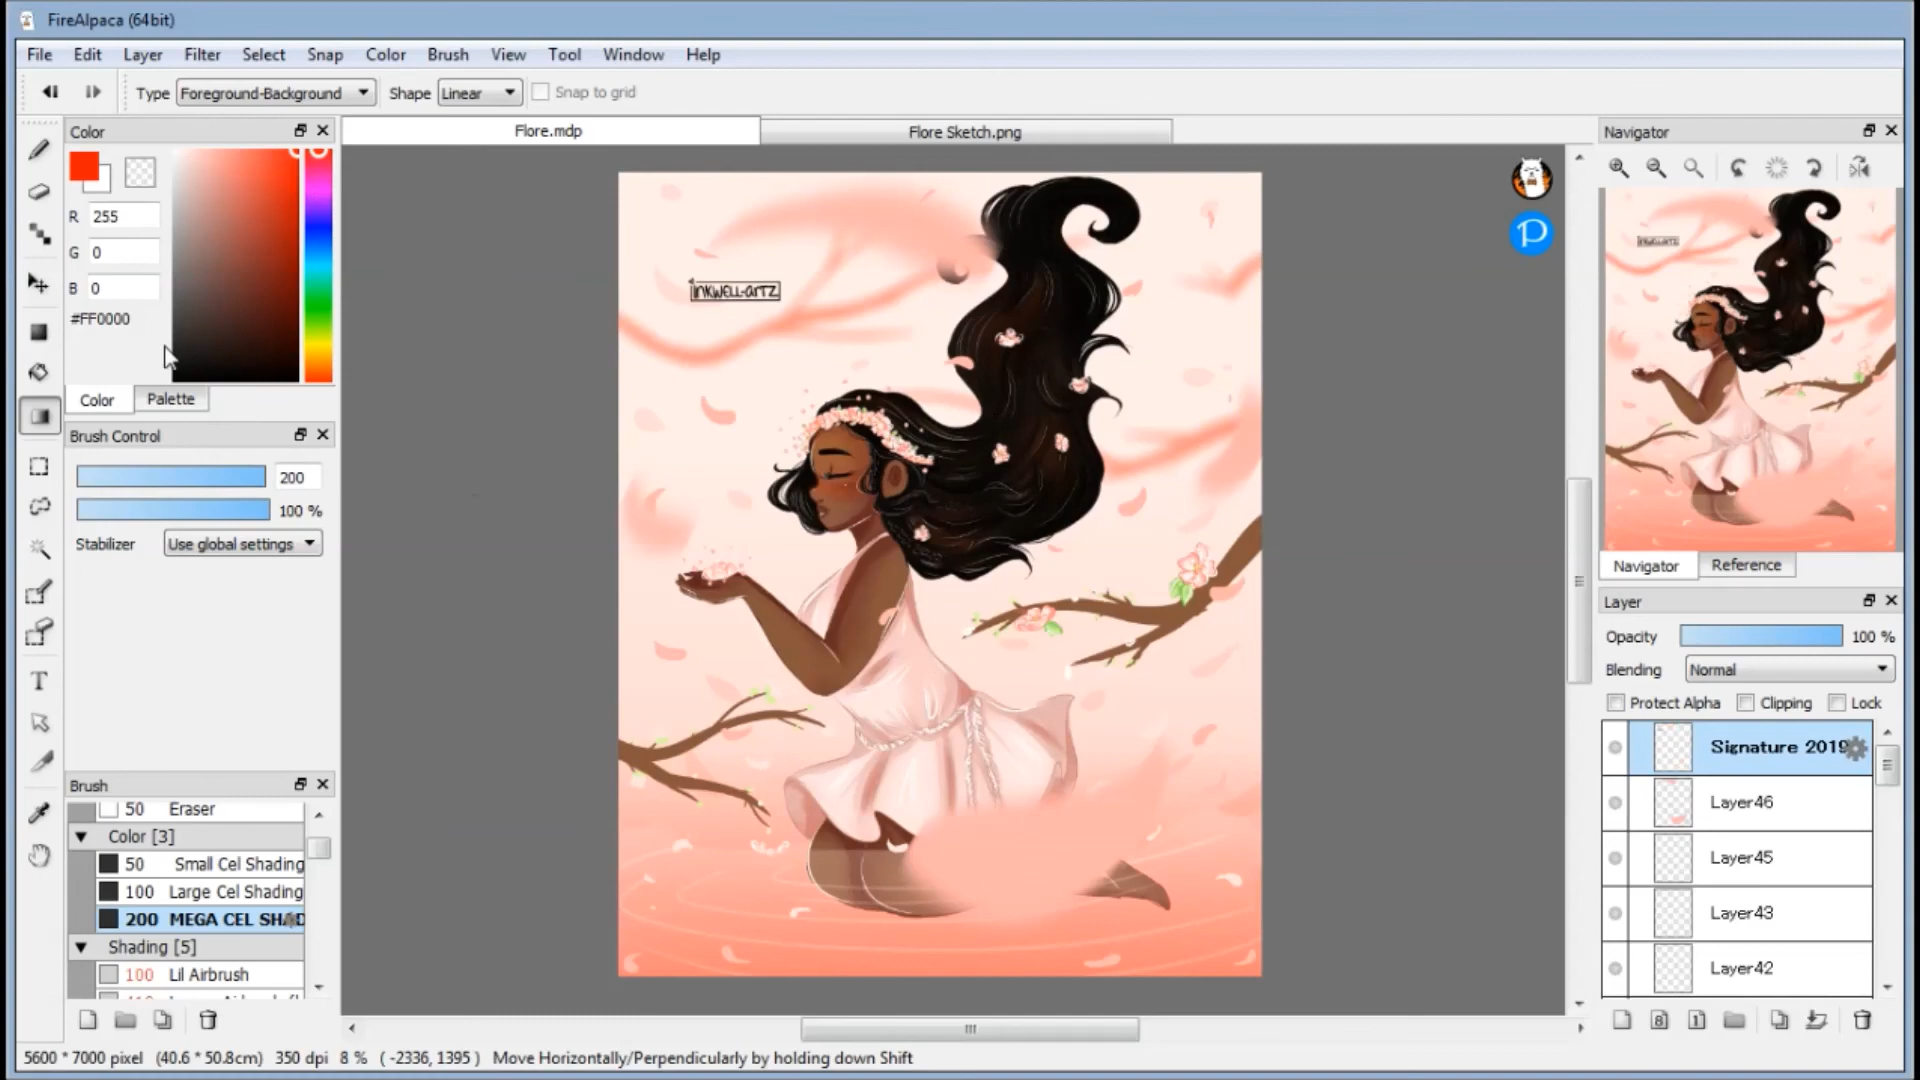 FireAlpaca (64bit)
File Edit Layer Filter Select Snap Color Brush View Tool Window Help
Type Foreground-Background Shape Linear Snap to grid
Color
R 255
G 0
B 0
#FF0000
Color Palette
Brush Control
200
100 %
Stabilizer Use global settings
Brush
50 Eraser
Color [3]
50 Small Cel Shading
100 Large Cel Shading
200 MEGA CEL SHAD
Shading [5]
100 Lil Airbrush
Flore.mdp Flore Sketch.png
INKWELL-ARTZ
P
Navigator
INKWELL-ARTZ
Navigator Reference
Layer
Opacity 100 %
Blending Normal
Protect Alpha Clipping Lock
Signature 2019
Layer46
Layer45
Layer43
Layer42
8 1
T
5600 * 7000 pixel (40.6 * 50.8cm) 350 dpi 8 % ( -2336, 1395 ) Move Horizontally/Perpendicularly by holding down Shift